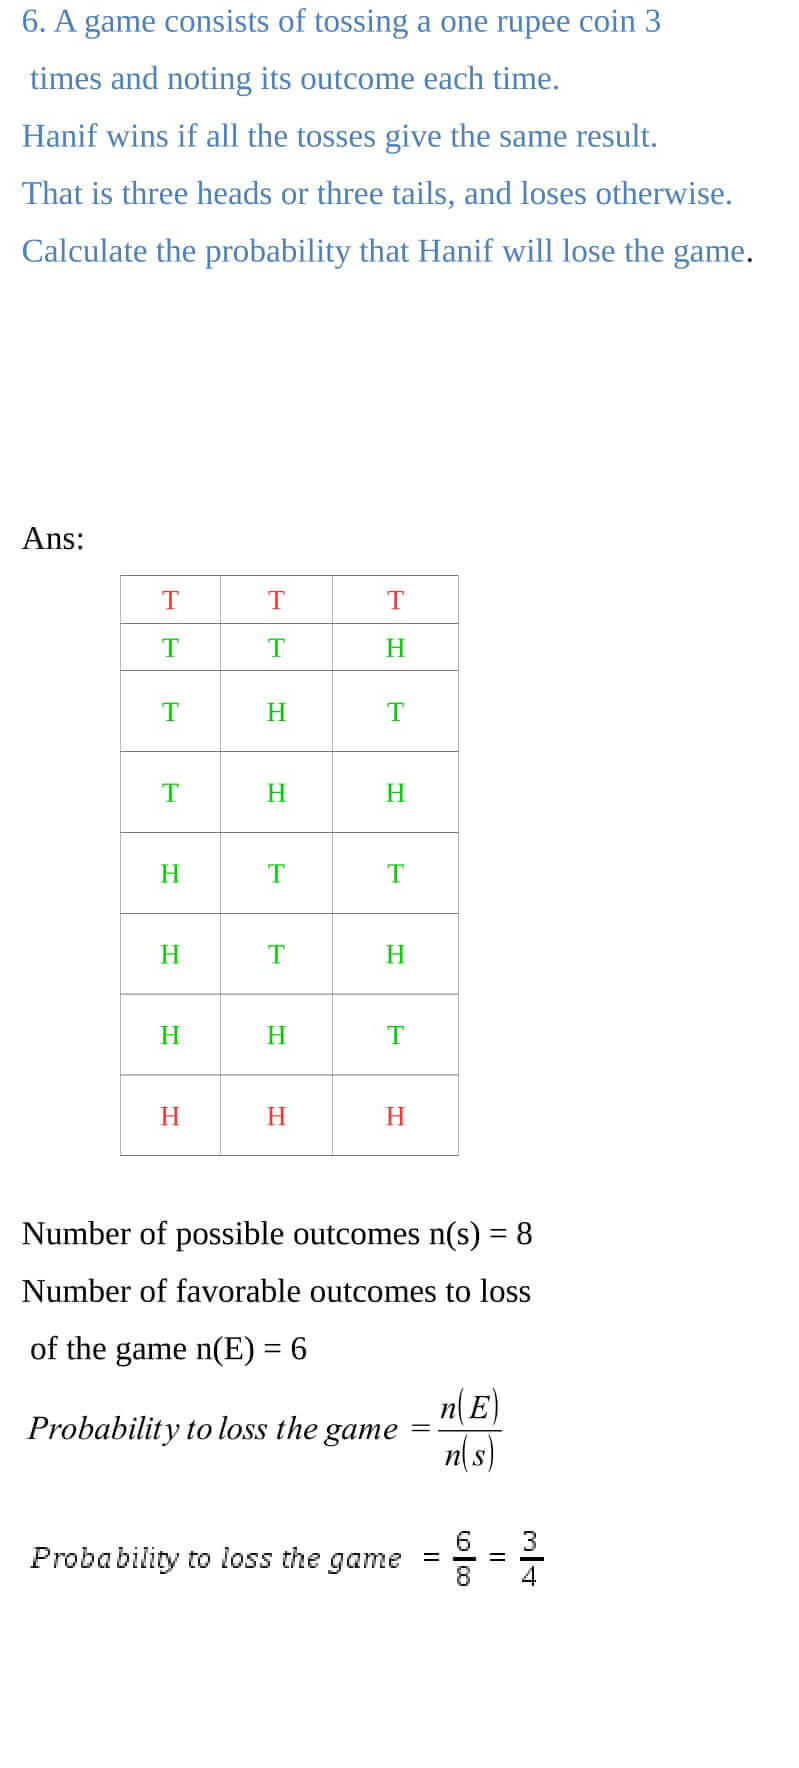 6. A game consists of tossing a one rupee coin 3
times and noting its outcome each time.
Hanif wins if all the tosses give the same result.
That is three heads or three tails, and loses otherwise.
Calculate the probability that Hanif will lose the game.
Ans:
T T T
T T H
T H T
T H H
H T T
H T H
H H T
H H H
Number of possible outcomes n(s) = 8
Number of favorable outcomes to loss
of the game n(E) = 6
Probability to loss the game = n(E)/n(s)
Probability to loss the game = 6/8 = 3/4